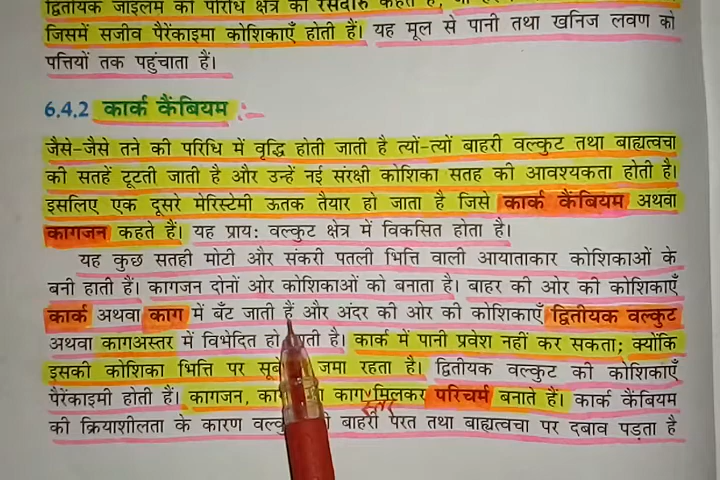 द्वितीयक जाइलम का परिधि क्षेत्र को रसदारु कहते हैं,
जिसमें सजीव पैरेंकाइमा कोशिकाएँ होती हैं। यह मूल से पानी तथा खनिज लवण को
पत्तियों तक पहुंचाता हैं।
6.4.2 कार्क कैंबियम :-
जैसे-जैसे तने की परिधि में वृद्धि होती जाती है त्यों-त्यों बाहरी वल्कुट तथा बाह्यत्वचा
की सतहें टूटती जाती है और उन्हें नई संरक्षी कोशिका सतह की आवश्यकता होती है।
इसलिए एक दूसरे मेरिस्टेमी ऊतक तैयार हो जाता है जिसे कार्क कैंबियम अथवा
कागजन कहते हैं। यह प्राय: वल्कुट क्षेत्र में विकसित होता है।
यह कुछ सतही मोटी और संकरी पतली भित्ति वाली आयाताकार कोशिकाओं के
बनी होती हैं। कागजन दोनों ओर कोशिकाओं को बनाता है। बाहर की ओर की कोशिकाएँ
कार्क अथवा काग में बँट जाती हैं और अंदर की ओर की कोशिकाएँ द्वितीयक वल्कुट
अथवा कागअस्तर में विभेदित हो जाती है। कार्क में पानी प्रवेश नहीं कर सकता; क्योंकि
इसकी कोशिका भित्ति पर जमा रहता है। द्वितीयक वल्कुट की कोशिकाएँ
पैरेंकाइमी होती हैं। कागजन, काग मिलकर परिचर्म बनाते हैं। कार्क कैंबियम
स्तर
की क्रियाशीलता के कारण बाहरी परत तथा बाह्यत्वचा पर दबाव पड़ता है